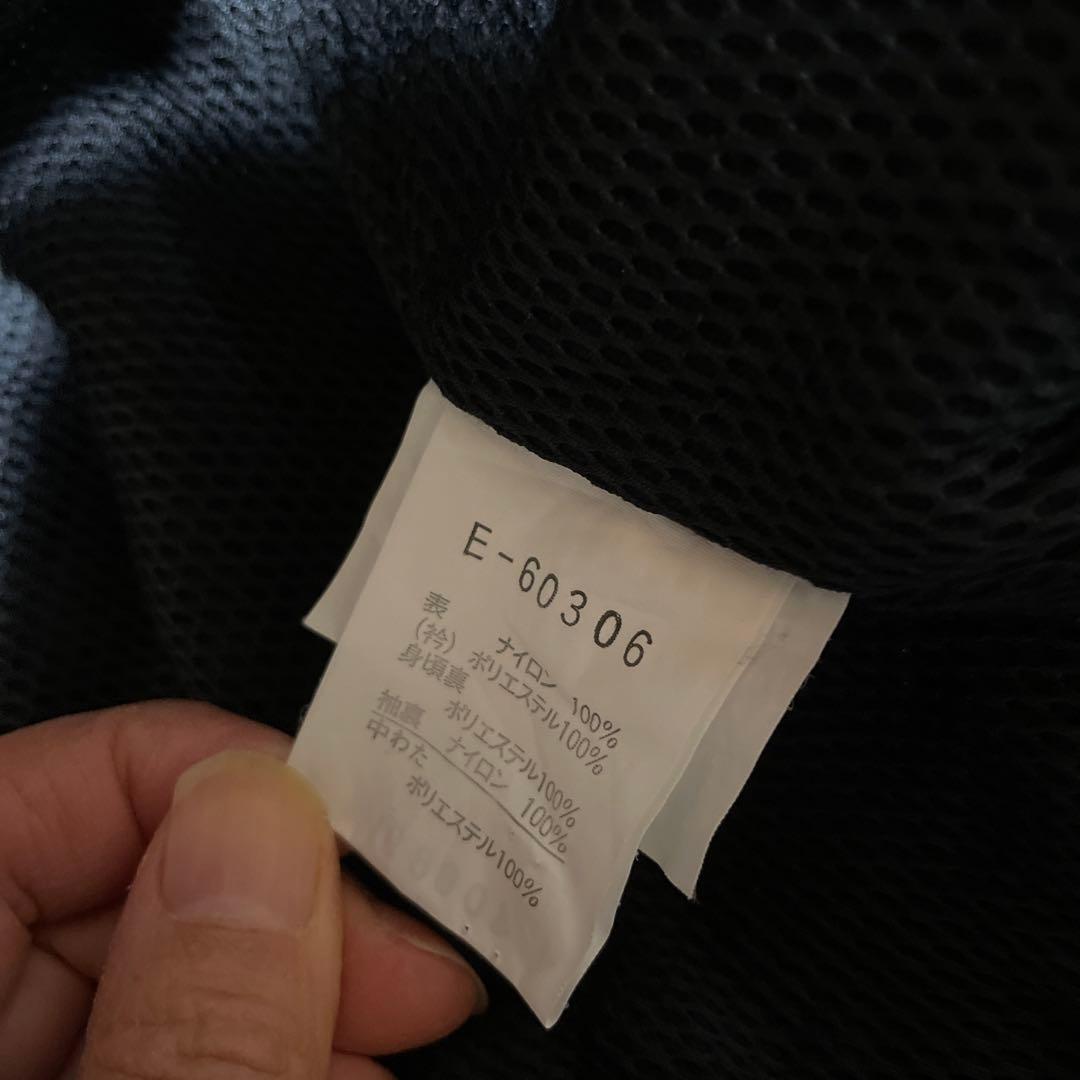 E-60306
表 ナイロン 100%
(衿) ポリエステル100%
身頃裏 ポリエステル100%
袖裏 ナイロン 100%
中わた ポリエステル100%